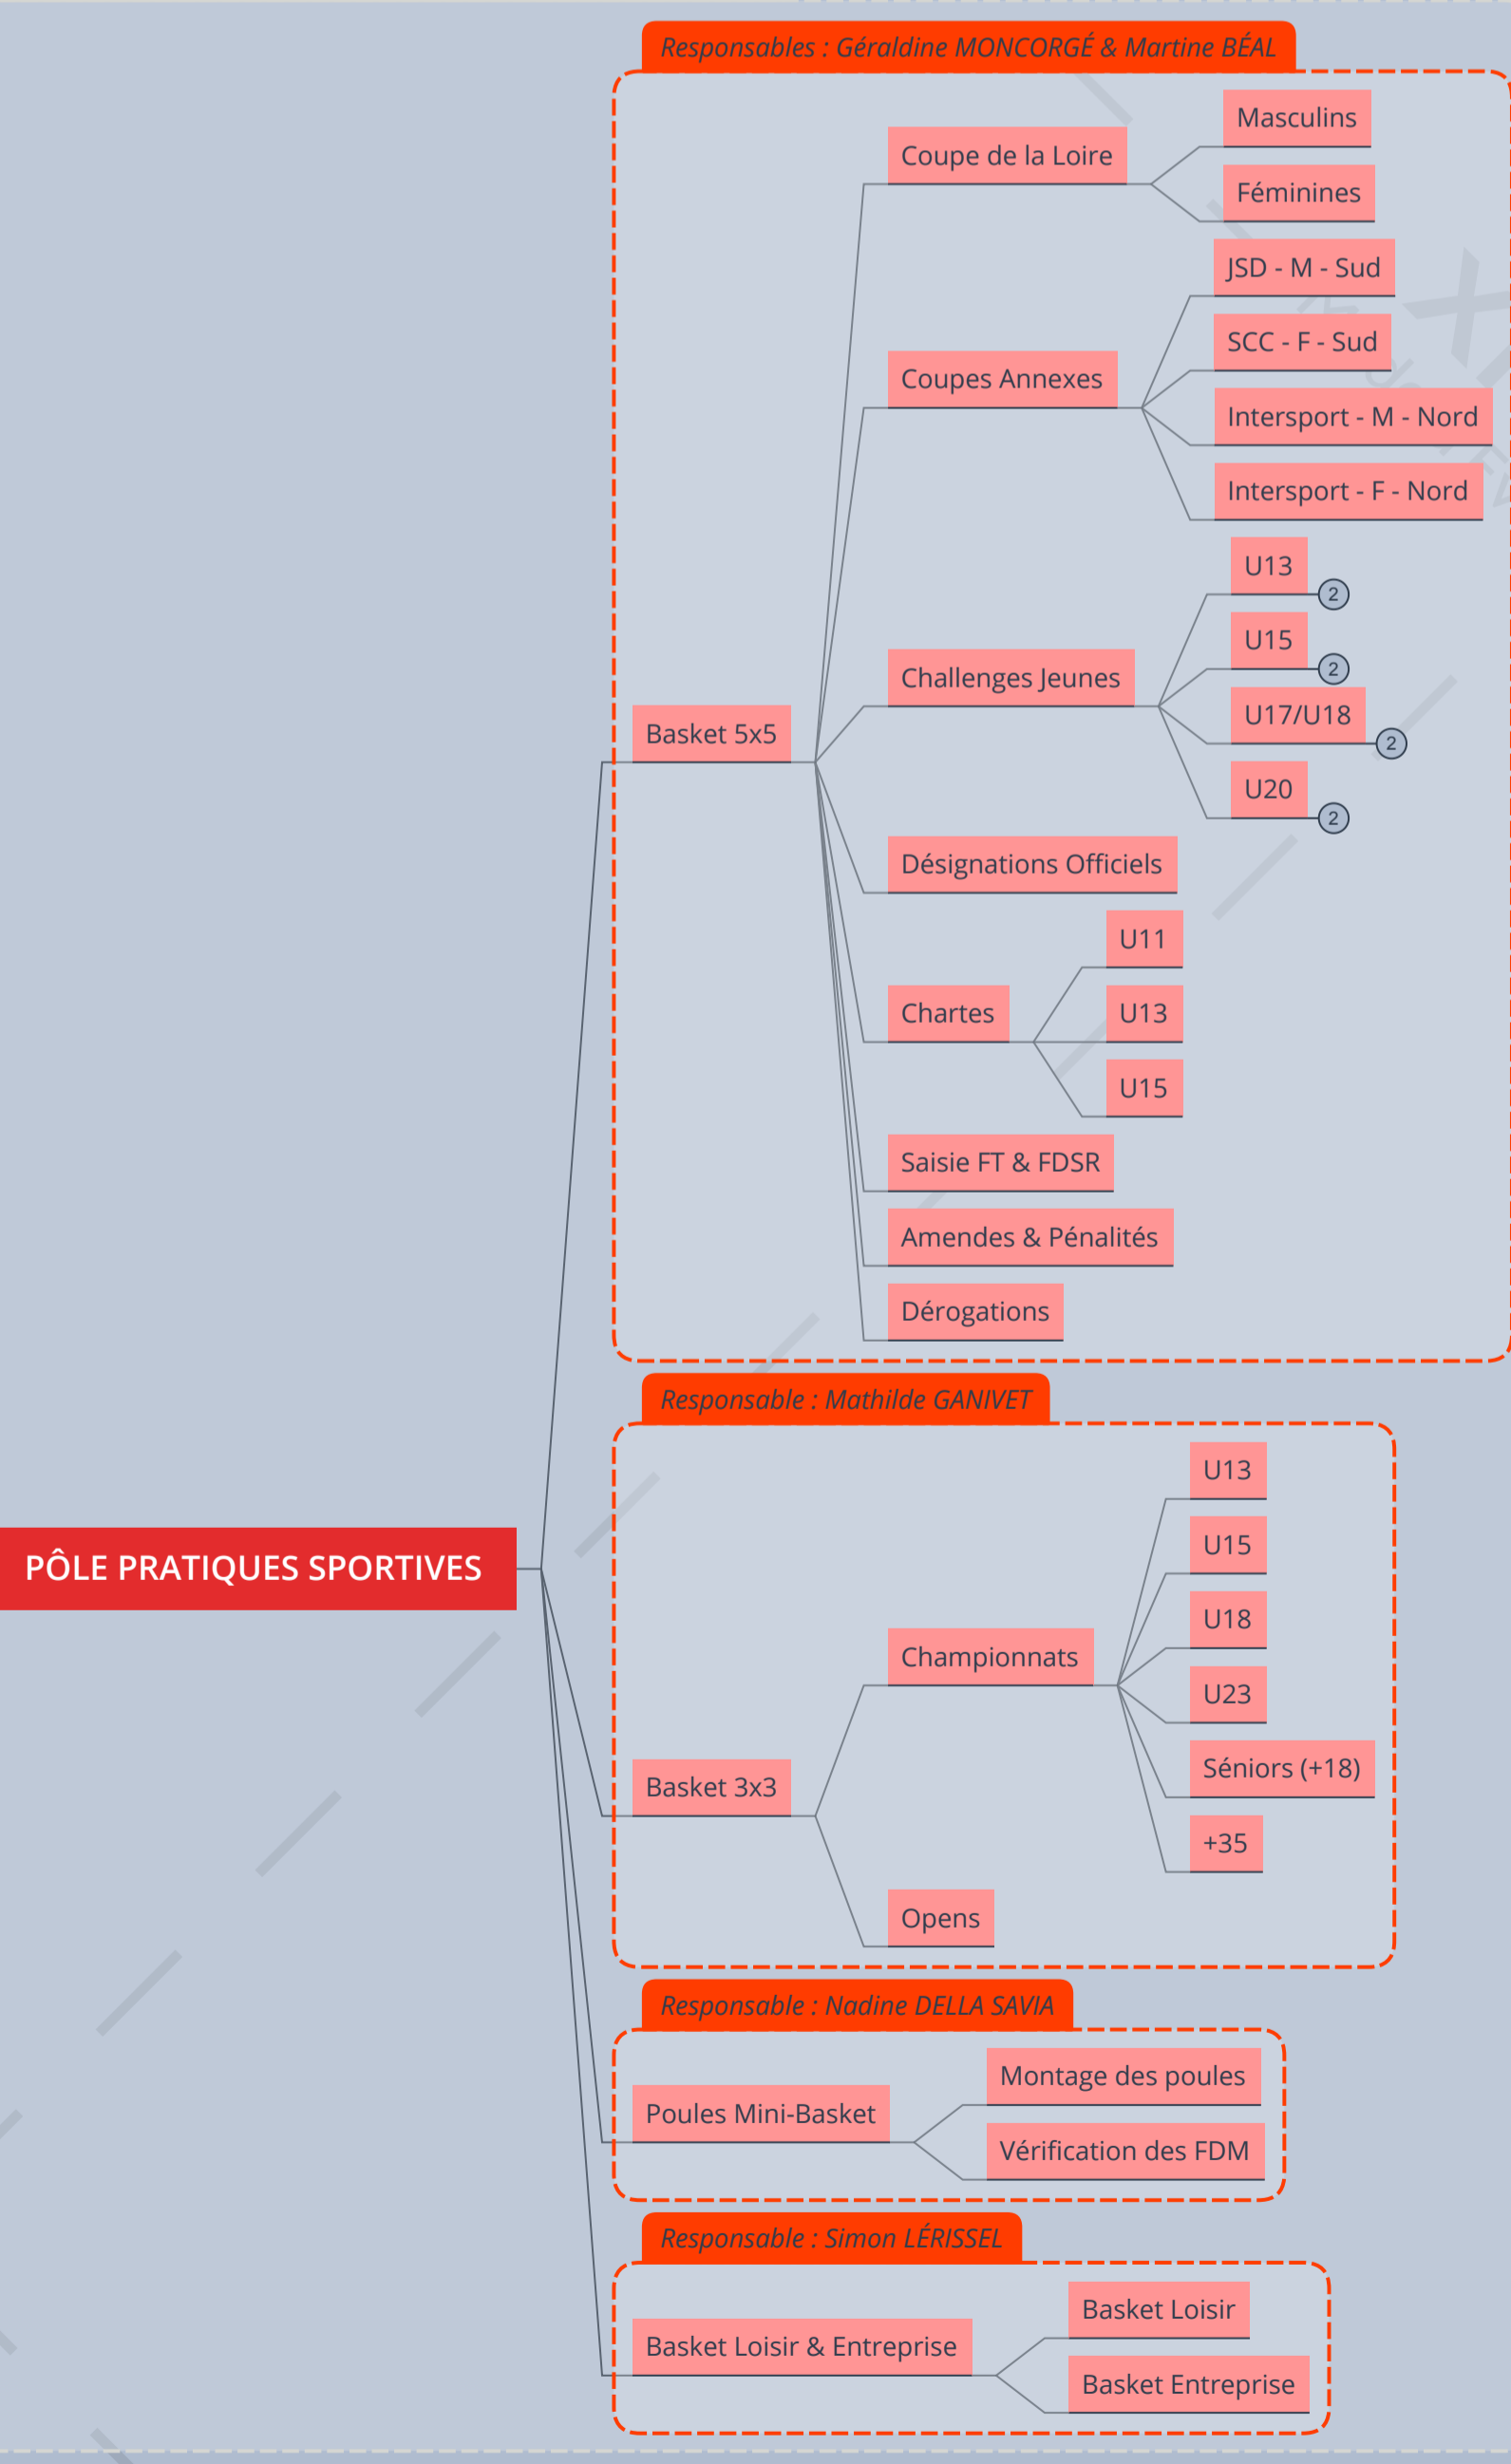 Responsables : Géraldine MONCORGÉ & Martine BÉAL
Masculins
Coupe de la Loire
Féminines
JSD - M - Sud
SCC - F - Sud
Coupes Annexes
Intersport - M - Nord
Intersport - F - Nord
U13
2
U15
2
Challenges Jeunes
U17/U18
2
Basket 5x5
U20
2
Désignations Officiels
U11
Chartes
U13
U15
Saisie FT & FDSR
Amendes & Pénalités
Dérogations
Responsable : Mathilde GANIVET
U13
U15
U18
Championnats
U23
Séniors (+18)
Basket 3x3
+35
Opens
PÔLE PRATIQUES SPORTIVES
Responsable : Nadine DELLA SAVIA
Montage des poules
Poules Mini-Basket
Vérification des FDM
Responsable : Simon LÉRISSEL
Basket Loisir
Basket Loisir & Entreprise
Basket Entreprise